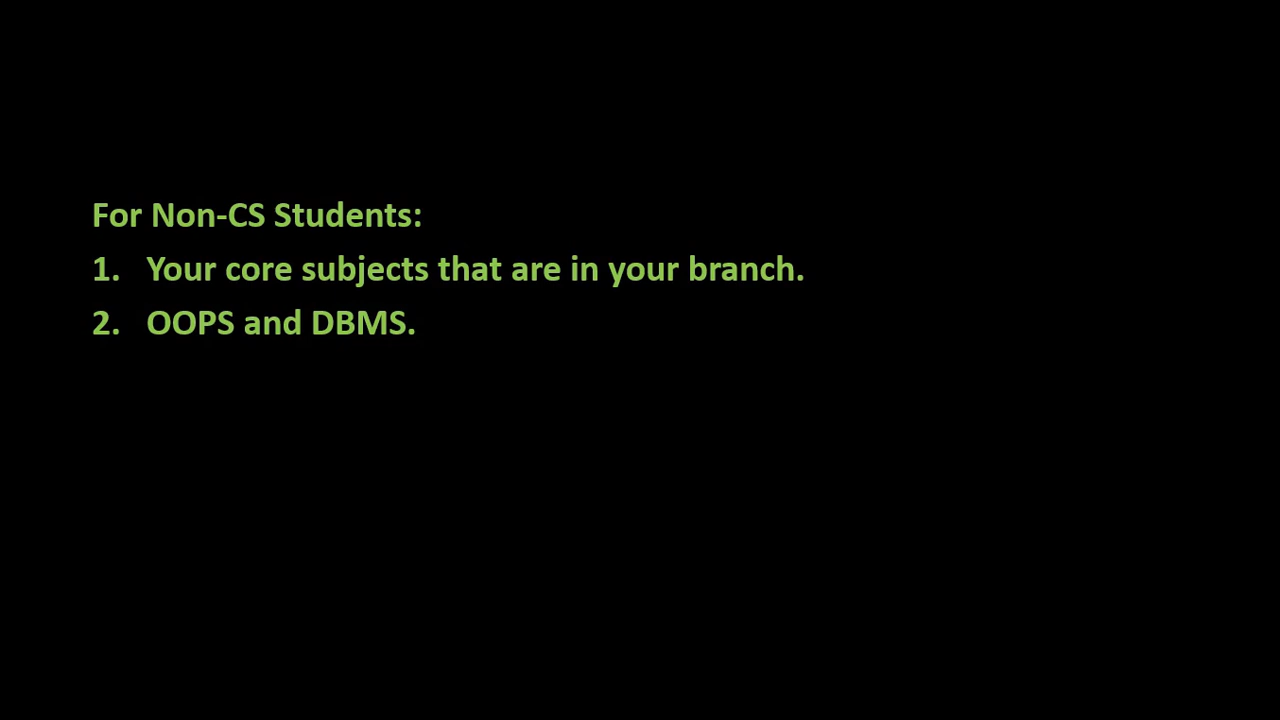 For Non-CS Students:
1. Your core subjects that are in your branch.
2. OOPS and DBMS.